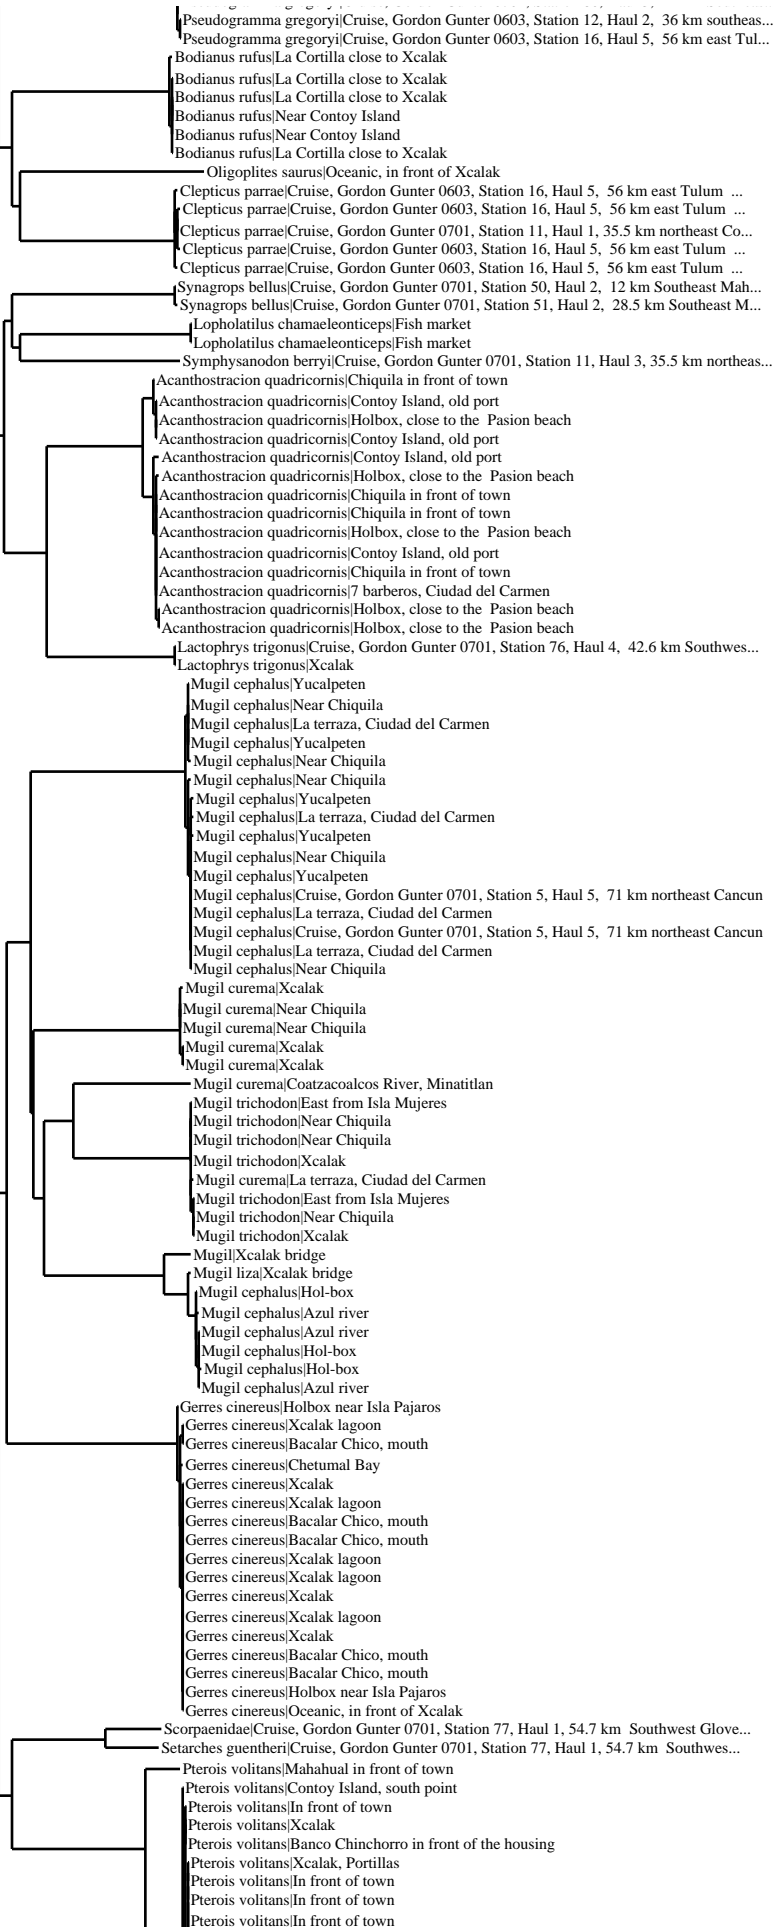 Pseudogramma gregoryi|Cruise, Gordon Gunter 0603, Station 12, Haul 2,  36 km southeas...
Pseudogramma gregoryi|Cruise, Gordon Gunter 0603, Station 16, Haul 5,  56 km east Tul...
Bodianus rufus|La Cortilla close to Xcalak
Bodianus rufus|La Cortilla close to Xcalak
Bodianus rufus|La Cortilla close to Xcalak
Bodianus rufus|Near Contoy Island
Bodianus rufus|Near Contoy Island
Bodianus rufus|La Cortilla close to Xcalak
Oligoplites saurus|Oceanic, in front of Xcalak
Clepticus parrae|Cruise, Gordon Gunter 0603, Station 16, Haul 5,  56 km east Tulum  ...
Clepticus parrae|Cruise, Gordon Gunter 0603, Station 16, Haul 5,  56 km east Tulum  ...
Clepticus parrae|Cruise, Gordon Gunter 0701, Station 11, Haul 1, 35.5 km northeast Co...
Clepticus parrae|Cruise, Gordon Gunter 0603, Station 16, Haul 5,  56 km east Tulum  ...
Clepticus parrae|Cruise, Gordon Gunter 0603, Station 16, Haul 5,  56 km east Tulum  ...
Synagrops bellus|Cruise, Gordon Gunter 0701, Station 50, Haul 2,  12 km Southeast Mah...
Synagrops bellus|Cruise, Gordon Gunter 0701, Station 51, Haul 2,  28.5 km Southeast M...
Lopholatilus chamaeleonticeps|Fish market
Lopholatilus chamaeleonticeps|Fish market
Symphysanodon berryi|Cruise, Gordon Gunter 0701, Station 11, Haul 3, 35.5 km northeas...
Acanthostracion quadricornis|Chiquila in front of town
Acanthostracion quadricornis|Contoy Island, old port
Acanthostracion quadricornis|Holbox, close to the  Pasion beach
Acanthostracion quadricornis|Contoy Island, old port
Acanthostracion quadricornis|Contoy Island, old port
Acanthostracion quadricornis|Holbox, close to the  Pasion beach
Acanthostracion quadricornis|Chiquila in front of town
Acanthostracion quadricornis|Chiquila in front of town
Acanthostracion quadricornis|Holbox, close to the  Pasion beach
Acanthostracion quadricornis|Contoy Island, old port
Acanthostracion quadricornis|Chiquila in front of town
Acanthostracion quadricornis|7 barberos, Ciudad del Carmen
Acanthostracion quadricornis|Holbox, close to the  Pasion beach
Acanthostracion quadricornis|Holbox, close to the  Pasion beach
Lactophrys trigonus|Cruise, Gordon Gunter 0701, Station 76, Haul 4,  42.6 km Southwes...
Lactophrys trigonus|Xcalak
Mugil cephalus|Yucalpeten
Mugil cephalus|Near Chiquila
Mugil cephalus|La terraza, Ciudad del Carmen
Mugil cephalus|Yucalpeten
Mugil cephalus|Near Chiquila
Mugil cephalus|Near Chiquila
Mugil cephalus|Yucalpeten
Mugil cephalus|La terraza, Ciudad del Carmen
Mugil cephalus|Yucalpeten
Mugil cephalus|Near Chiquila
Mugil cephalus|Yucalpeten
Mugil cephalus|Cruise, Gordon Gunter 0701, Station 5, Haul 5,  71 km northeast Cancun
Mugil cephalus|La terraza, Ciudad del Carmen
Mugil cephalus|Cruise, Gordon Gunter 0701, Station 5, Haul 5,  71 km northeast Cancun
Mugil cephalus|La terraza, Ciudad del Carmen
Mugil cephalus|Near Chiquila
Mugil curema|Xcalak
Mugil curema|Near Chiquila
Mugil curema|Near Chiquila
Mugil curema|Xcalak
Mugil curema|Xcalak
Mugil curema|Coatzacoalcos River, Minatitlan
Mugil trichodon|East from Isla Mujeres
Mugil trichodon|Near Chiquila
Mugil trichodon|Near Chiquila
Mugil trichodon|Xcalak
Mugil curema|La terraza, Ciudad del Carmen
Mugil trichodon|East from Isla Mujeres
Mugil trichodon|Near Chiquila
Mugil trichodon|Xcalak
Mugil|Xcalak bridge
Mugil liza|Xcalak bridge
Mugil cephalus|Hol-box
Mugil cephalus|Azul river
Mugil cephalus|Azul river
Mugil cephalus|Hol-box
Mugil cephalus|Hol-box
Mugil cephalus|Azul river
Gerres cinereus|Holbox near Isla Pajaros
Gerres cinereus|Xcalak lagoon
Gerres cinereus|Bacalar Chico, mouth
Gerres cinereus|Chetumal Bay
Gerres cinereus|Xcalak
Gerres cinereus|Xcalak lagoon
Gerres cinereus|Bacalar Chico, mouth
Gerres cinereus|Bacalar Chico, mouth
Gerres cinereus|Xcalak lagoon
Gerres cinereus|Xcalak lagoon
Gerres cinereus|Xcalak
Gerres cinereus|Xcalak lagoon
Gerres cinereus|Xcalak
Gerres cinereus|Bacalar Chico, mouth
Gerres cinereus|Bacalar Chico, mouth
Gerres cinereus|Holbox near Isla Pajaros
Gerres cinereus|Oceanic, in front of Xcalak
Scorpaenidae|Cruise, Gordon Gunter 0701, Station 77, Haul 1, 54.7 km  Southwest Glove...
Setarches guentheri|Cruise, Gordon Gunter 0701, Station 77, Haul 1, 54.7 km  Southwes...
Pterois volitans|Mahahual in front of town
Pterois volitans|Contoy Island, south point
Pterois volitans|In front of town
Pterois volitans|Xcalak
Pterois volitans|Banco Chinchorro in front of the housing
Pterois volitans|Xcalak, Portillas
Pterois volitans|In front of town
Pterois volitans|In front of town
Pterois volitans|In front of town